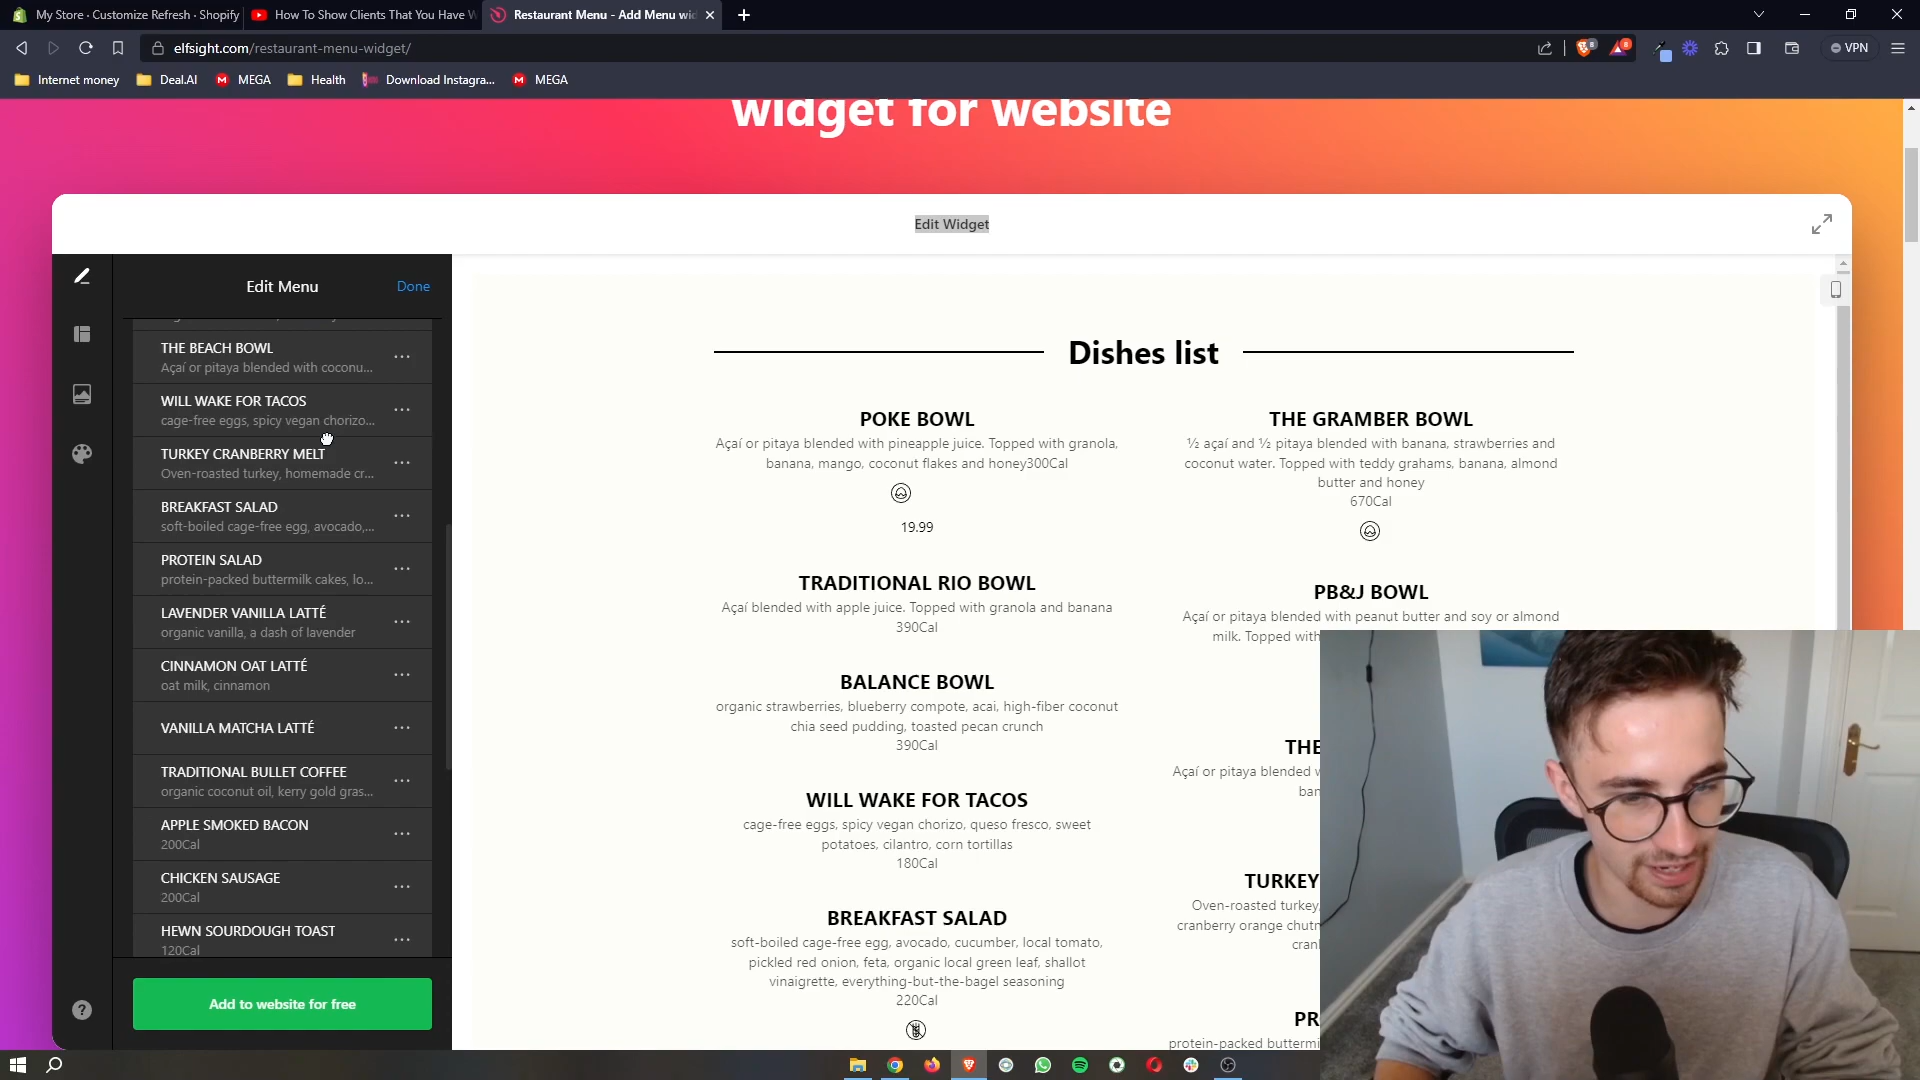 My Store · Customize Refresh · Shopify
How To Show Clients That You Have W
Restaurant Menu - Add Menu wid
elfsight.com/restaurant-menu-widget/
VPN
Internet money
Deal.AI
MEGA
Health
Download Instagra...
MEGA
widget for website
Edit Widget
Edit Menu
Done
THE BEACH BOWL
Açaí or pitaya blended with coconu...
WILL WAKE FOR TACOS
cage-free eggs, spicy vegan chorizo...
TURKEY CRANBERRY MELT
Oven-roasted turkey, homemade cr...
BREAKFAST SALAD
soft-boiled cage-free egg, avocado,...
PROTEIN SALAD
protein-packed buttermilk cakes, lo...
LAVENDER VANILLA LATTÉ
organic vanilla, a dash of lavender
CINNAMON OAT LATTÉ
oat milk, cinnamon
VANILLA MATCHA LATTÉ
TRADITIONAL BULLET COFFEE
organic coconut oil, kerry gold gras...
APPLE SMOKED BACON
200Cal
CHICKEN SAUSAGE
200Cal
HEWN SOURDOUGH TOAST
120Cal
Add to website for free
Dishes list
POKE BOWL
Açaí or pitaya blended with pineapple juice. Topped with granola,
banana, mango, coconut flakes and honey300Cal
19.99
TRADITIONAL RIO BOWL
Açaí blended with apple juice. Topped with granola and banana
390Cal
BALANCE BOWL
organic strawberries, blueberry compote, acai, high-fiber coconut
chia seed pudding, toasted pecan crunch
390Cal
WILL WAKE FOR TACOS
cage-free eggs, spicy vegan chorizo, queso fresco, sweet
potatoes, cilantro, corn tortillas
180Cal
BREAKFAST SALAD
soft-boiled cage-free egg, avocado, cucumber, local tomato,
pickled red onion, feta, organic local green leaf, shallot
vinaigrette, everything-but-the-bagel seasoning
220Cal
THE GRAMBER BOWL
½ açaí and ½ pitaya blended with banana, strawberries and
coconut water. Topped with teddy grahams, banana, almond
butter and honey
670Cal
PB&J BOWL
Açaí or pitaya blended with peanut butter and soy or almond
milk. Topped with
THE
Açaí or pitaya blended w
ban
TURKEY
Oven-roasted turkey,
cranberry orange chutn
cranl
PR
protein-packed buttermi